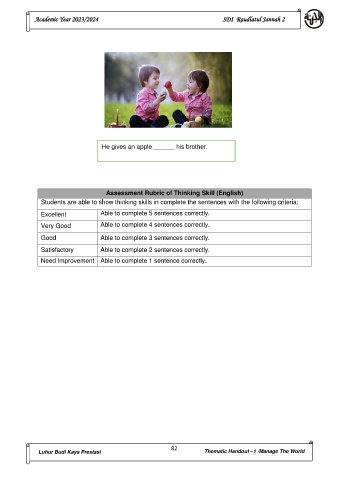 Academic Year 2023/2024 SDI Raudlatul Jannah 2
He gives an apple ______ his brother.
Assessment Rubric of Thinking Skill (English)
Students are able to show thinking skills in complete the sentences with the following criteria;
Excellent Able to complete 5 sentences correctly.
Very Good Able to complete 4 sentences correctly.
Good Able to complete 3 sentences correctly.
Satisfactory Able to complete 2 sentences correctly.
Need Improvement Able to complete 1 sentence correctly.
Luhur Budi Kaya Prestasi 82 Thematic Handout –1 /Manage The World